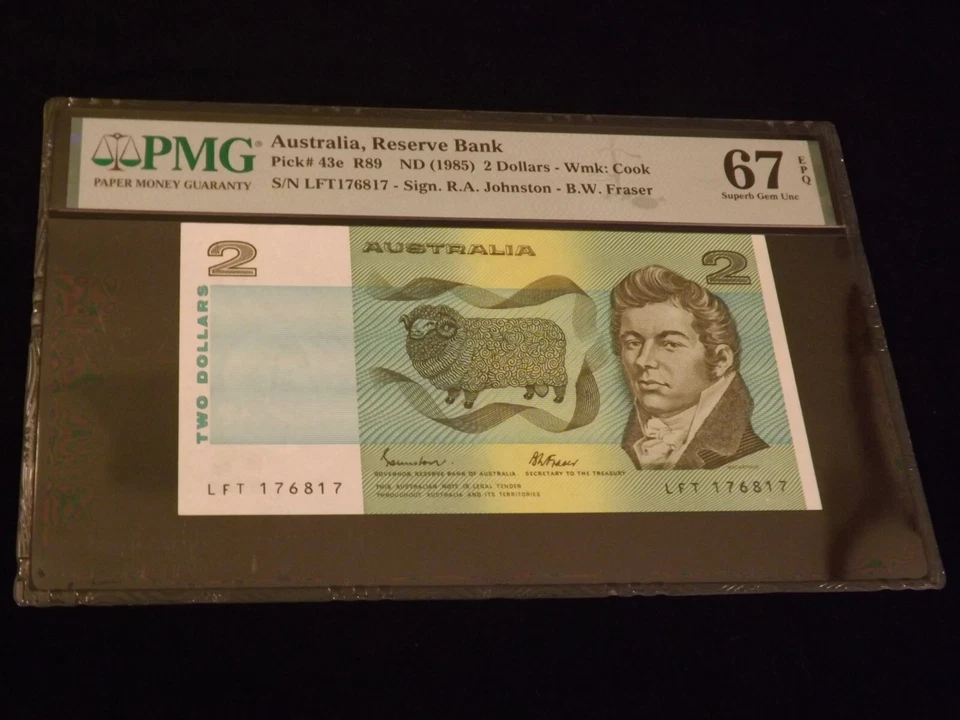 PMG
PAPER MONEY GUARANTY
Australia, Reserve Bank
Pick# 43e R89 ND (1985) 2 Dollars - Wmk: Cook
S/N LFT176817 - Sign. R.A. Johnston - B.W. Fraser
67 EPQ
Superb Gem Unc
2
AUSTRALIA
2
TWO DOLLARS
GOVERNOR, RESERVE BANK OF AUSTRALIA SECRETARY TO THE TREASURY
THIS AUSTRALIAN NOTE IS LEGAL TENDER
THROUGHOUT AUSTRALIA AND ITS TERRITORIES
MACARTHUR
LFT 176817
LFT 176817